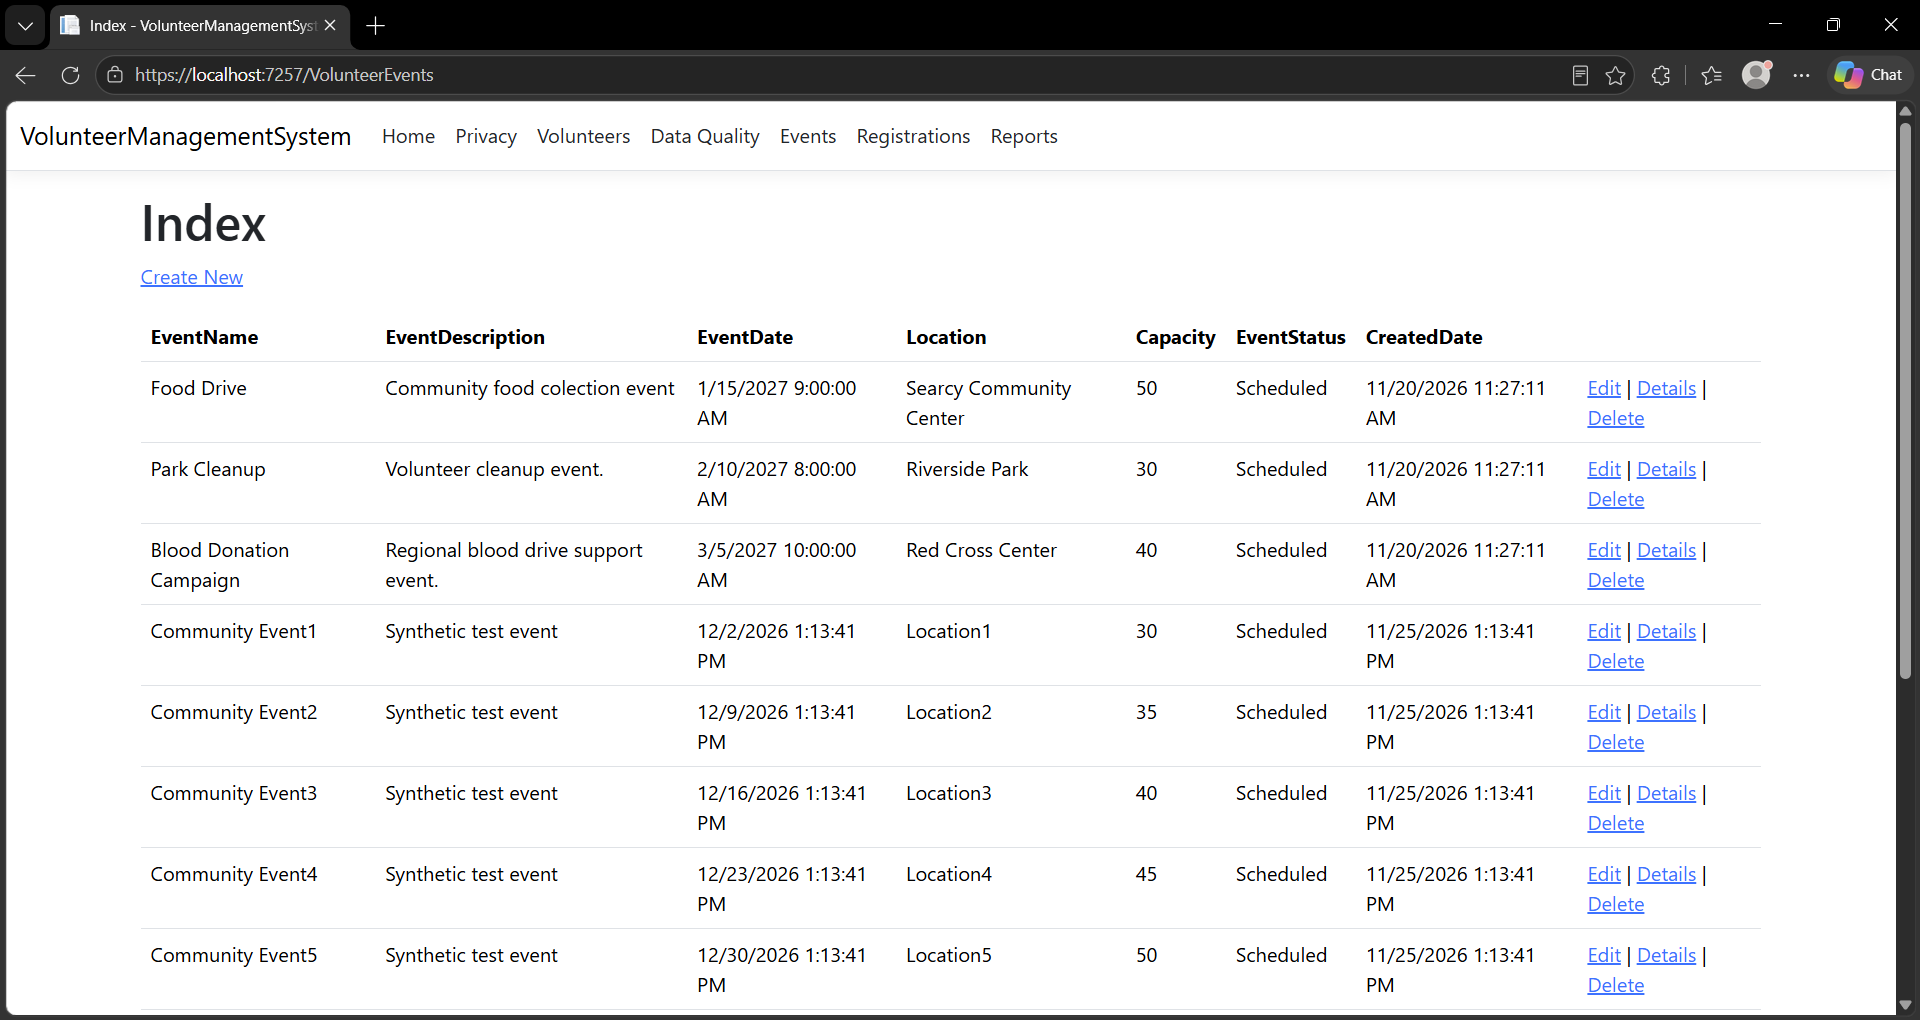 Index - VolunteerManagementSyst
https://localhost:7257/VolunteerEvents
Chat
VolunteerManagementSystem Home Privacy Volunteers Data Quality Events Registrations Reports
Index
Create New
EventName EventDescription EventDate Location Capacity EventStatus CreatedDate
Food Drive Community food colection event 1/15/2027 9:00:00 Searcy Community 50 Scheduled 11/20/2026 11:27:11 Edit | Details |
AM Center AM Delete
Park Cleanup Volunteer cleanup event. 2/10/2027 8:00:00 Riverside Park 30 Scheduled 11/20/2026 11:27:11 Edit | Details |
AM AM Delete
Blood Donation Regional blood drive support 3/5/2027 10:00:00 Red Cross Center 40 Scheduled 11/20/2026 11:27:11 Edit | Details |
Campaign event. AM AM Delete
Community Event1 Synthetic test event 12/2/2026 1:13:41 Location1 30 Scheduled 11/25/2026 1:13:41 Edit | Details |
PM PM Delete
Community Event2 Synthetic test event 12/9/2026 1:13:41 Location2 35 Scheduled 11/25/2026 1:13:41 Edit | Details |
PM PM Delete
Community Event3 Synthetic test event 12/16/2026 1:13:41 Location3 40 Scheduled 11/25/2026 1:13:41 Edit | Details |
PM PM Delete
Community Event4 Synthetic test event 12/23/2026 1:13:41 Location4 45 Scheduled 11/25/2026 1:13:41 Edit | Details |
PM PM Delete
Community Event5 Synthetic test event 12/30/2026 1:13:41 Location5 50 Scheduled 11/25/2026 1:13:41 Edit | Details |
PM PM Delete